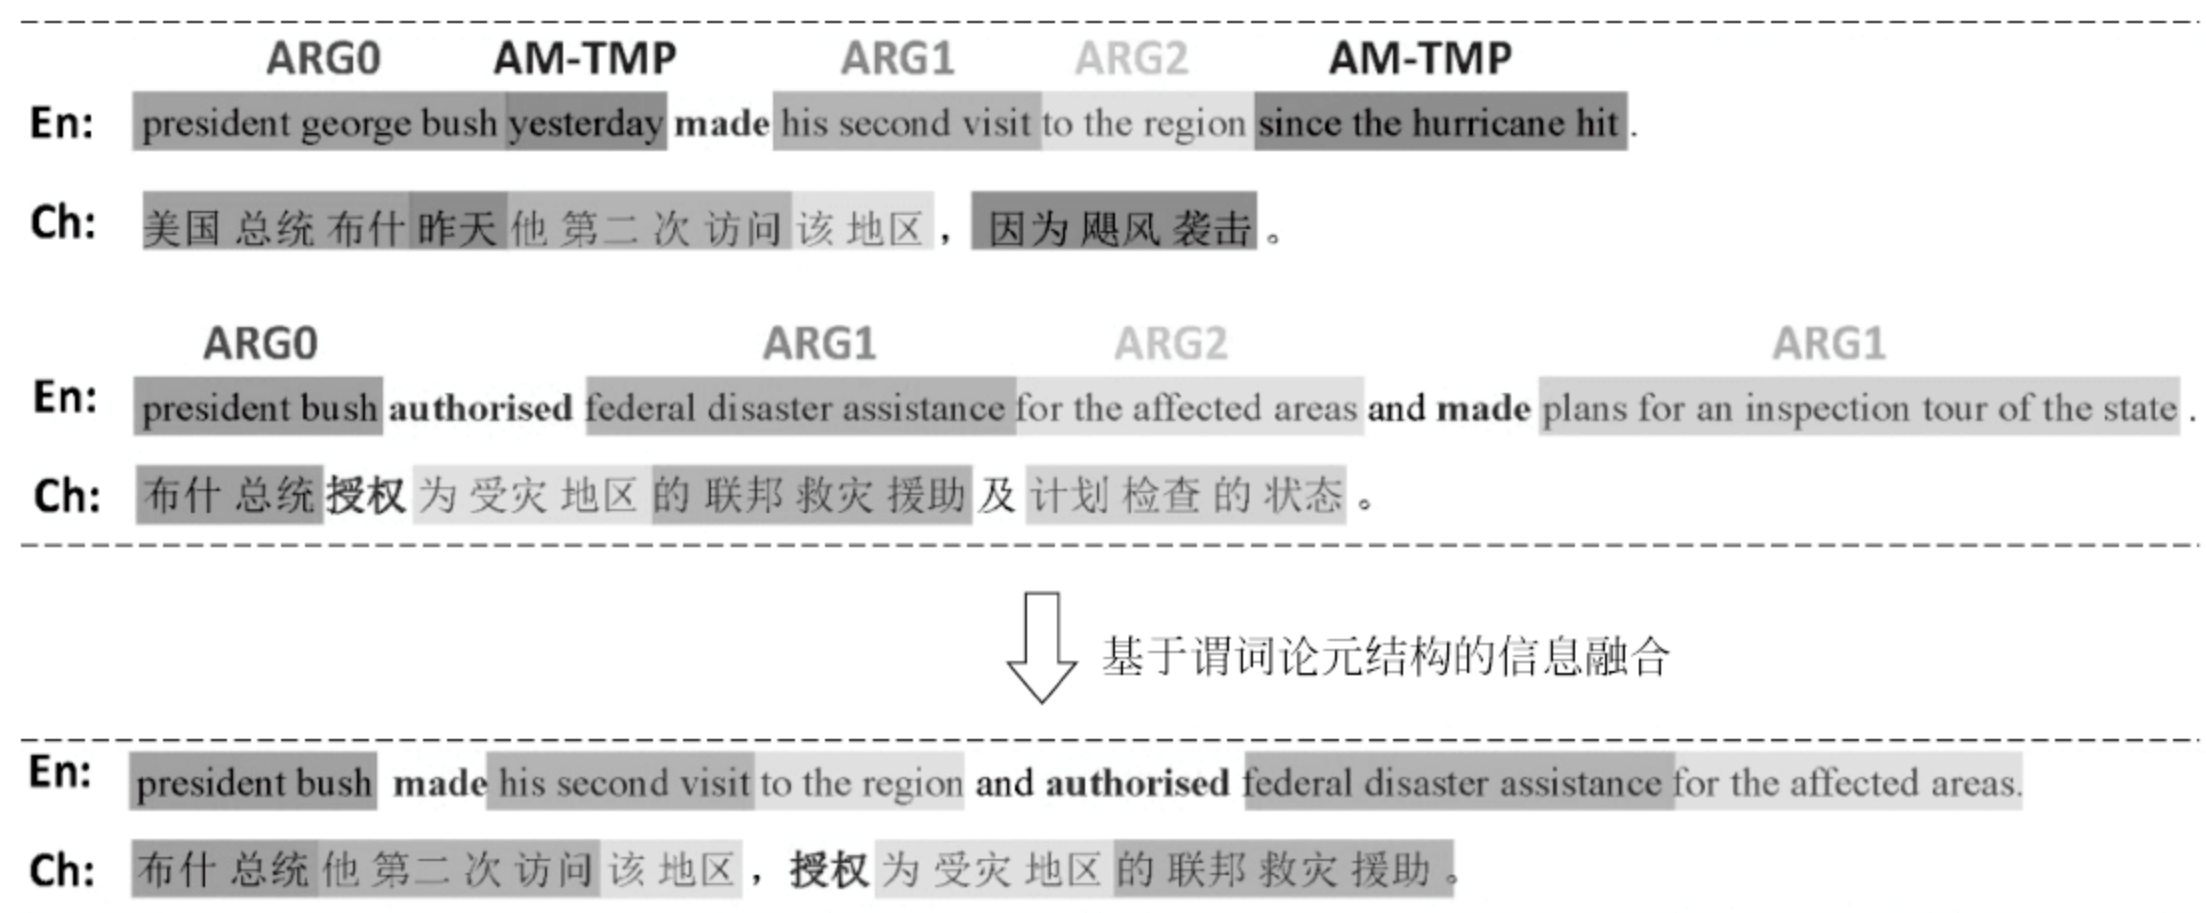 ARG0 AM-TMP ARG1 ARG2 AM-TMP
En: president george bush yesterday made his second visit to the region since the hurricane hit .
Ch: 美国 总统 布什 昨天 他 第二 次 访问 该 地区 , 因为 飓风 袭击 。
ARG0 ARG1 ARG2 ARG1
En: president bush authorised federal disaster assistance for the affected areas and made plans for an inspection tour of the state .
Ch: 布什 总统 授权 为 受灾 地区 的 联邦 救灾 援助 及 计划 检查 的 状态 。
基于谓词论元结构的信息融合
En: president bush made his second visit to the region and authorised federal disaster assistance for the affected areas.
Ch: 布什 总统 他 第二 次 访问 该 地区 , 授权 为 受灾 地区 的 联邦 救灾 援助 。